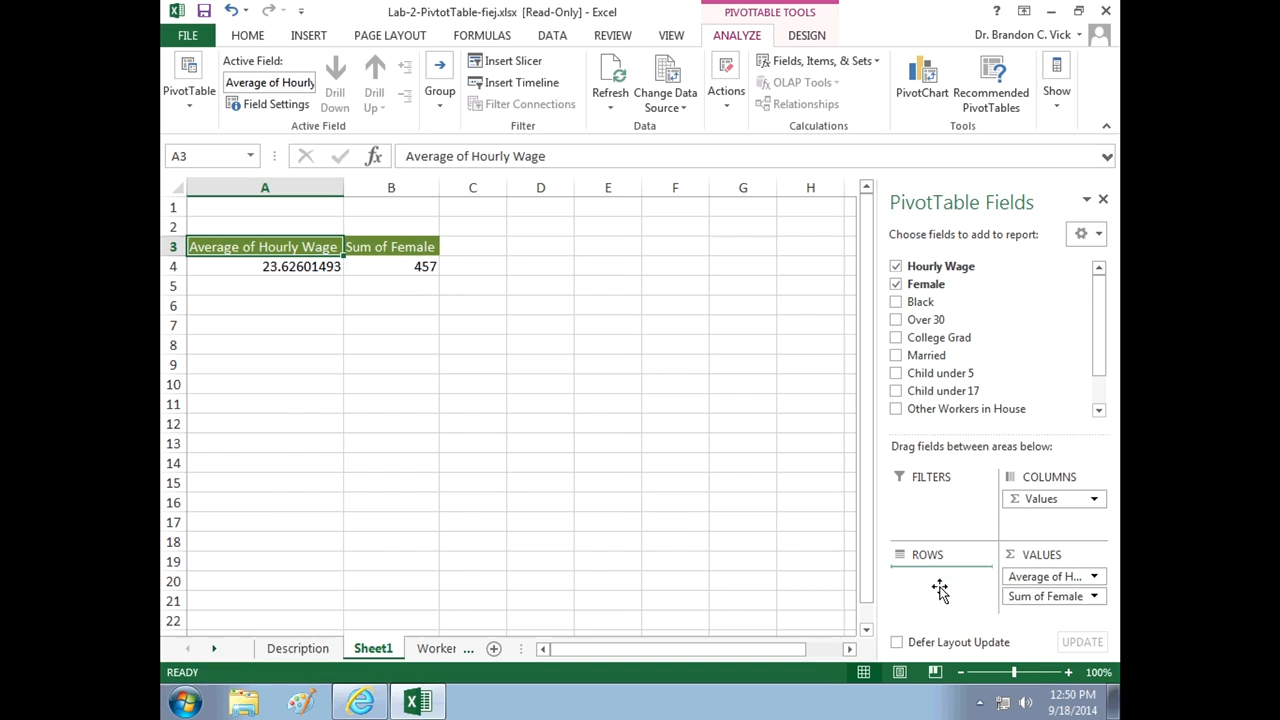 Lab-2-PivtotTable-fiej.xlsx [Read-Only] - Excel
PIVOTTABLE TOOLS
FILE HOME INSERT PAGE LAYOUT FORMULAS DATA REVIEW VIEW ANALYZE DESIGN Dr. Brandon C. Vick
PivotTable
Active Field:
Average of Hourly
Field Settings
Drill Down
Drill Up
Active Field
Group
Insert Slicer
Insert Timeline
Filter Connections
Filter
Refresh
Change Data Source
Data
Actions
Fields, Items, & Sets
OLAP Tools
Relationships
Calculations
PivotChart
Recommended PivotTables
Tools
Show
A3 fx Average of Hourly Wage
A B C D E F G H
1
2
3 Average of Hourly Wage Sum of Female
4 23.62601493 457
5
6
7
8
9
10
11
12
13
14
15
16
17
18
19
20
21
22
PivotTable Fields
Choose fields to add to report:
Hourly Wage
Female
Black
Over 30
College Grad
Married
Child under 5
Child under 17
Other Workers in House
Drag fields between areas below:
FILTERS
COLUMNS
Σ Values
ROWS
Σ VALUES
Average of H...
Sum of Female
Defer Layout Update UPDATE
Description Sheet1 Worker ...
READY 100%
12:50 PM
9/18/2014